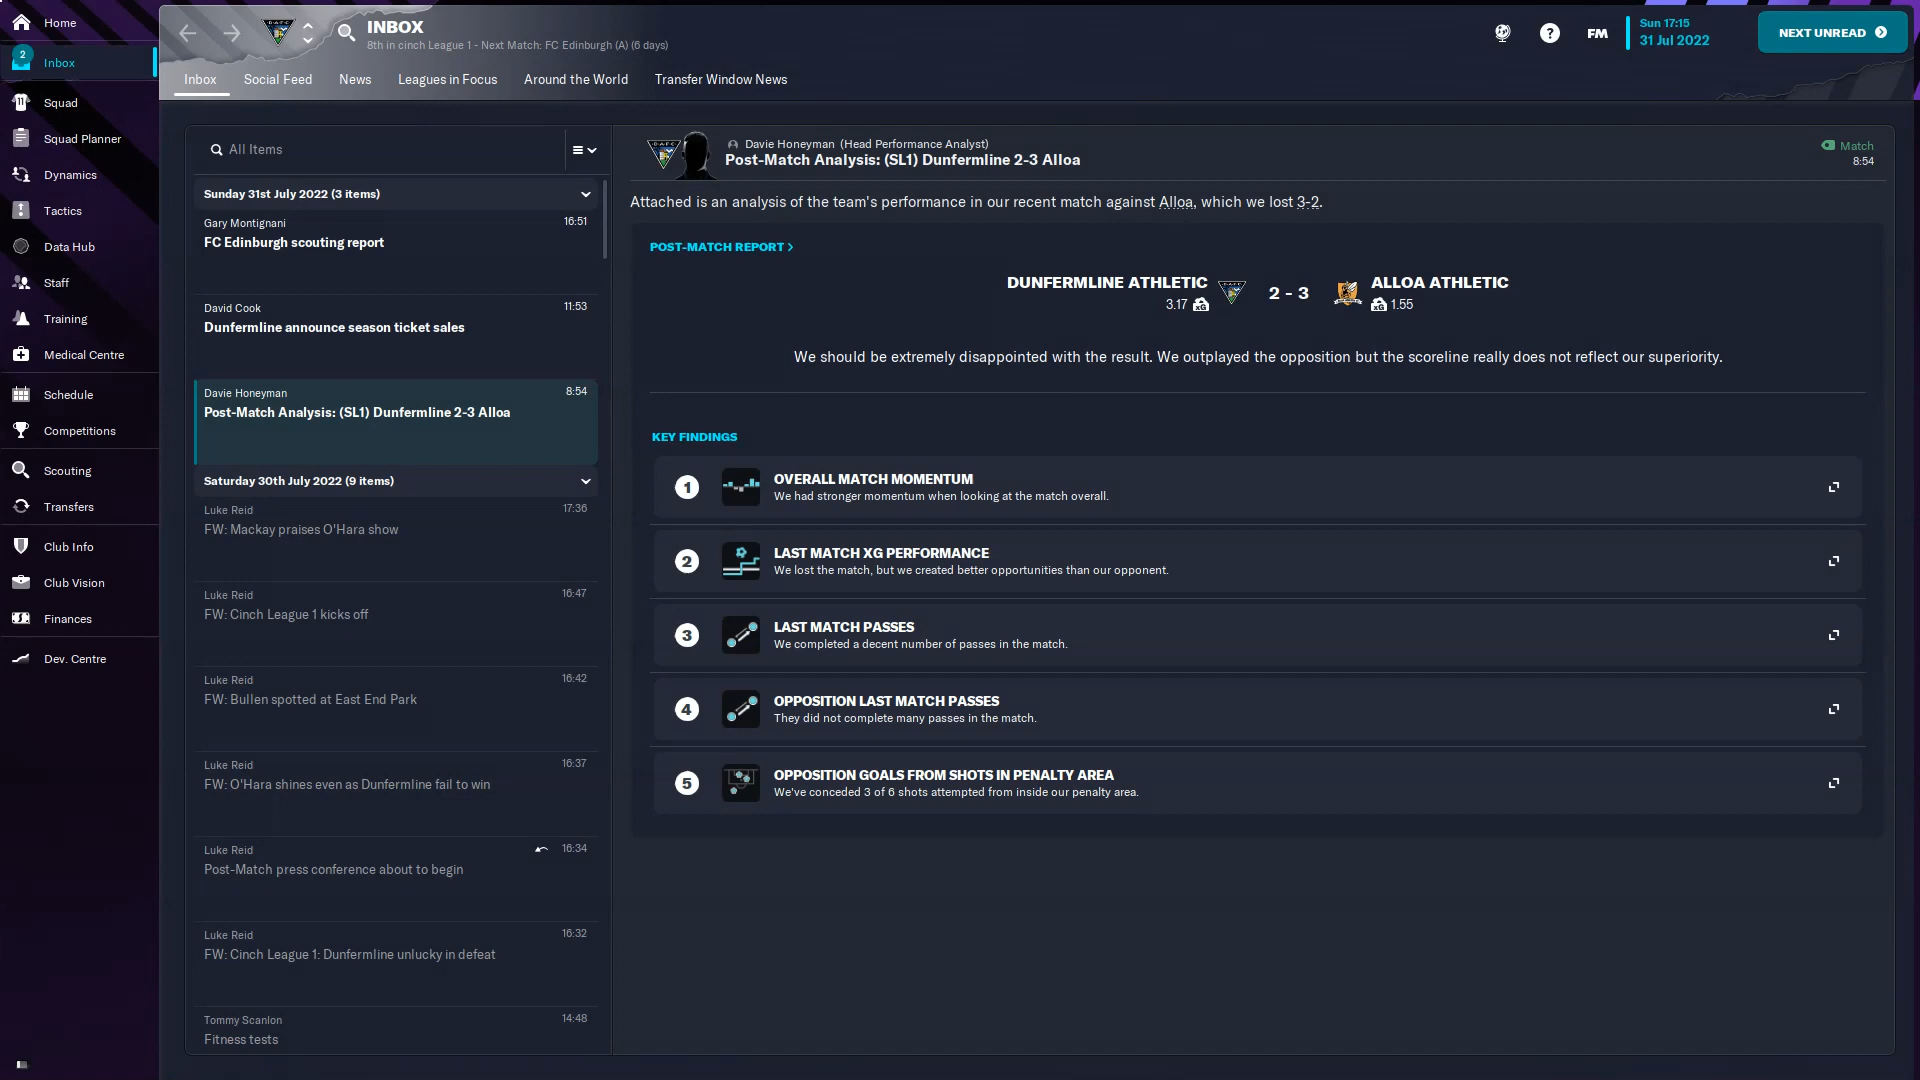 Home
2
Inbox
Squad
Squad Planner
Dynamics
Tactics
Data Hub
Staff
Training
Medical Centre
Schedule
Competitions
Scouting
Transfers
Club Info
Club Vision
Finances
Dev. Centre
INBOX
8th in cinch League 1 - Next Match: FC Edinburgh (A) (6 days)
FM
Sun 17:15
31 Jul 2022
NEXT UNREAD
Inbox
Social Feed
News
Leagues in Focus
Around the World
Transfer Window News
All Items
Sunday 31st July 2022 (3 items)
Gary Montignani
16:51
FC Edinburgh scouting report
David Cook
11:53
Dunfermline announce season ticket sales
Davie Honeyman
8:54
Post-Match Analysis: (SL1) Dunfermline 2-3 Alloa
Saturday 30th July 2022 (9 items)
Luke Reid
17:36
FW: Mackay praises O'Hara show
Luke Reid
16:47
FW: Cinch League 1 kicks off
Luke Reid
16:42
FW: Bullen spotted at East End Park
Luke Reid
16:37
FW: O'Hara shines even as Dunfermline fail to win
Luke Reid
16:34
Post-Match press conference about to begin
Luke Reid
16:32
FW: Cinch League 1: Dunfermline unlucky in defeat
Tommy Scanlon
14:48
Fitness tests
Davie Honeyman (Head Performance Analyst)
Post-Match Analysis: (SL1) Dunfermline 2-3 Alloa
Match
8:54
Attached is an analysis of the team's performance in our recent match against Alloa, which we lost 3-2.
POST-MATCH REPORT
DUNFERMLINE ATHLETIC
3.17 xG
2 - 3
ALLOA ATHLETIC
xG 1.55
We should be extremely disappointed with the result. We outplayed the opposition but the scoreline really does not reflect our superiority.
KEY FINDINGS
1
OVERALL MATCH MOMENTUM
We had stronger momentum when looking at the match overall.
2
LAST MATCH XG PERFORMANCE
We lost the match, but we created better opportunities than our opponent.
3
LAST MATCH PASSES
We completed a decent number of passes in the match.
4
OPPOSITION LAST MATCH PASSES
They did not complete many passes in the match.
5
OPPOSITION GOALS FROM SHOTS IN PENALTY AREA
We've conceded 3 of 6 shots attempted from inside our penalty area.